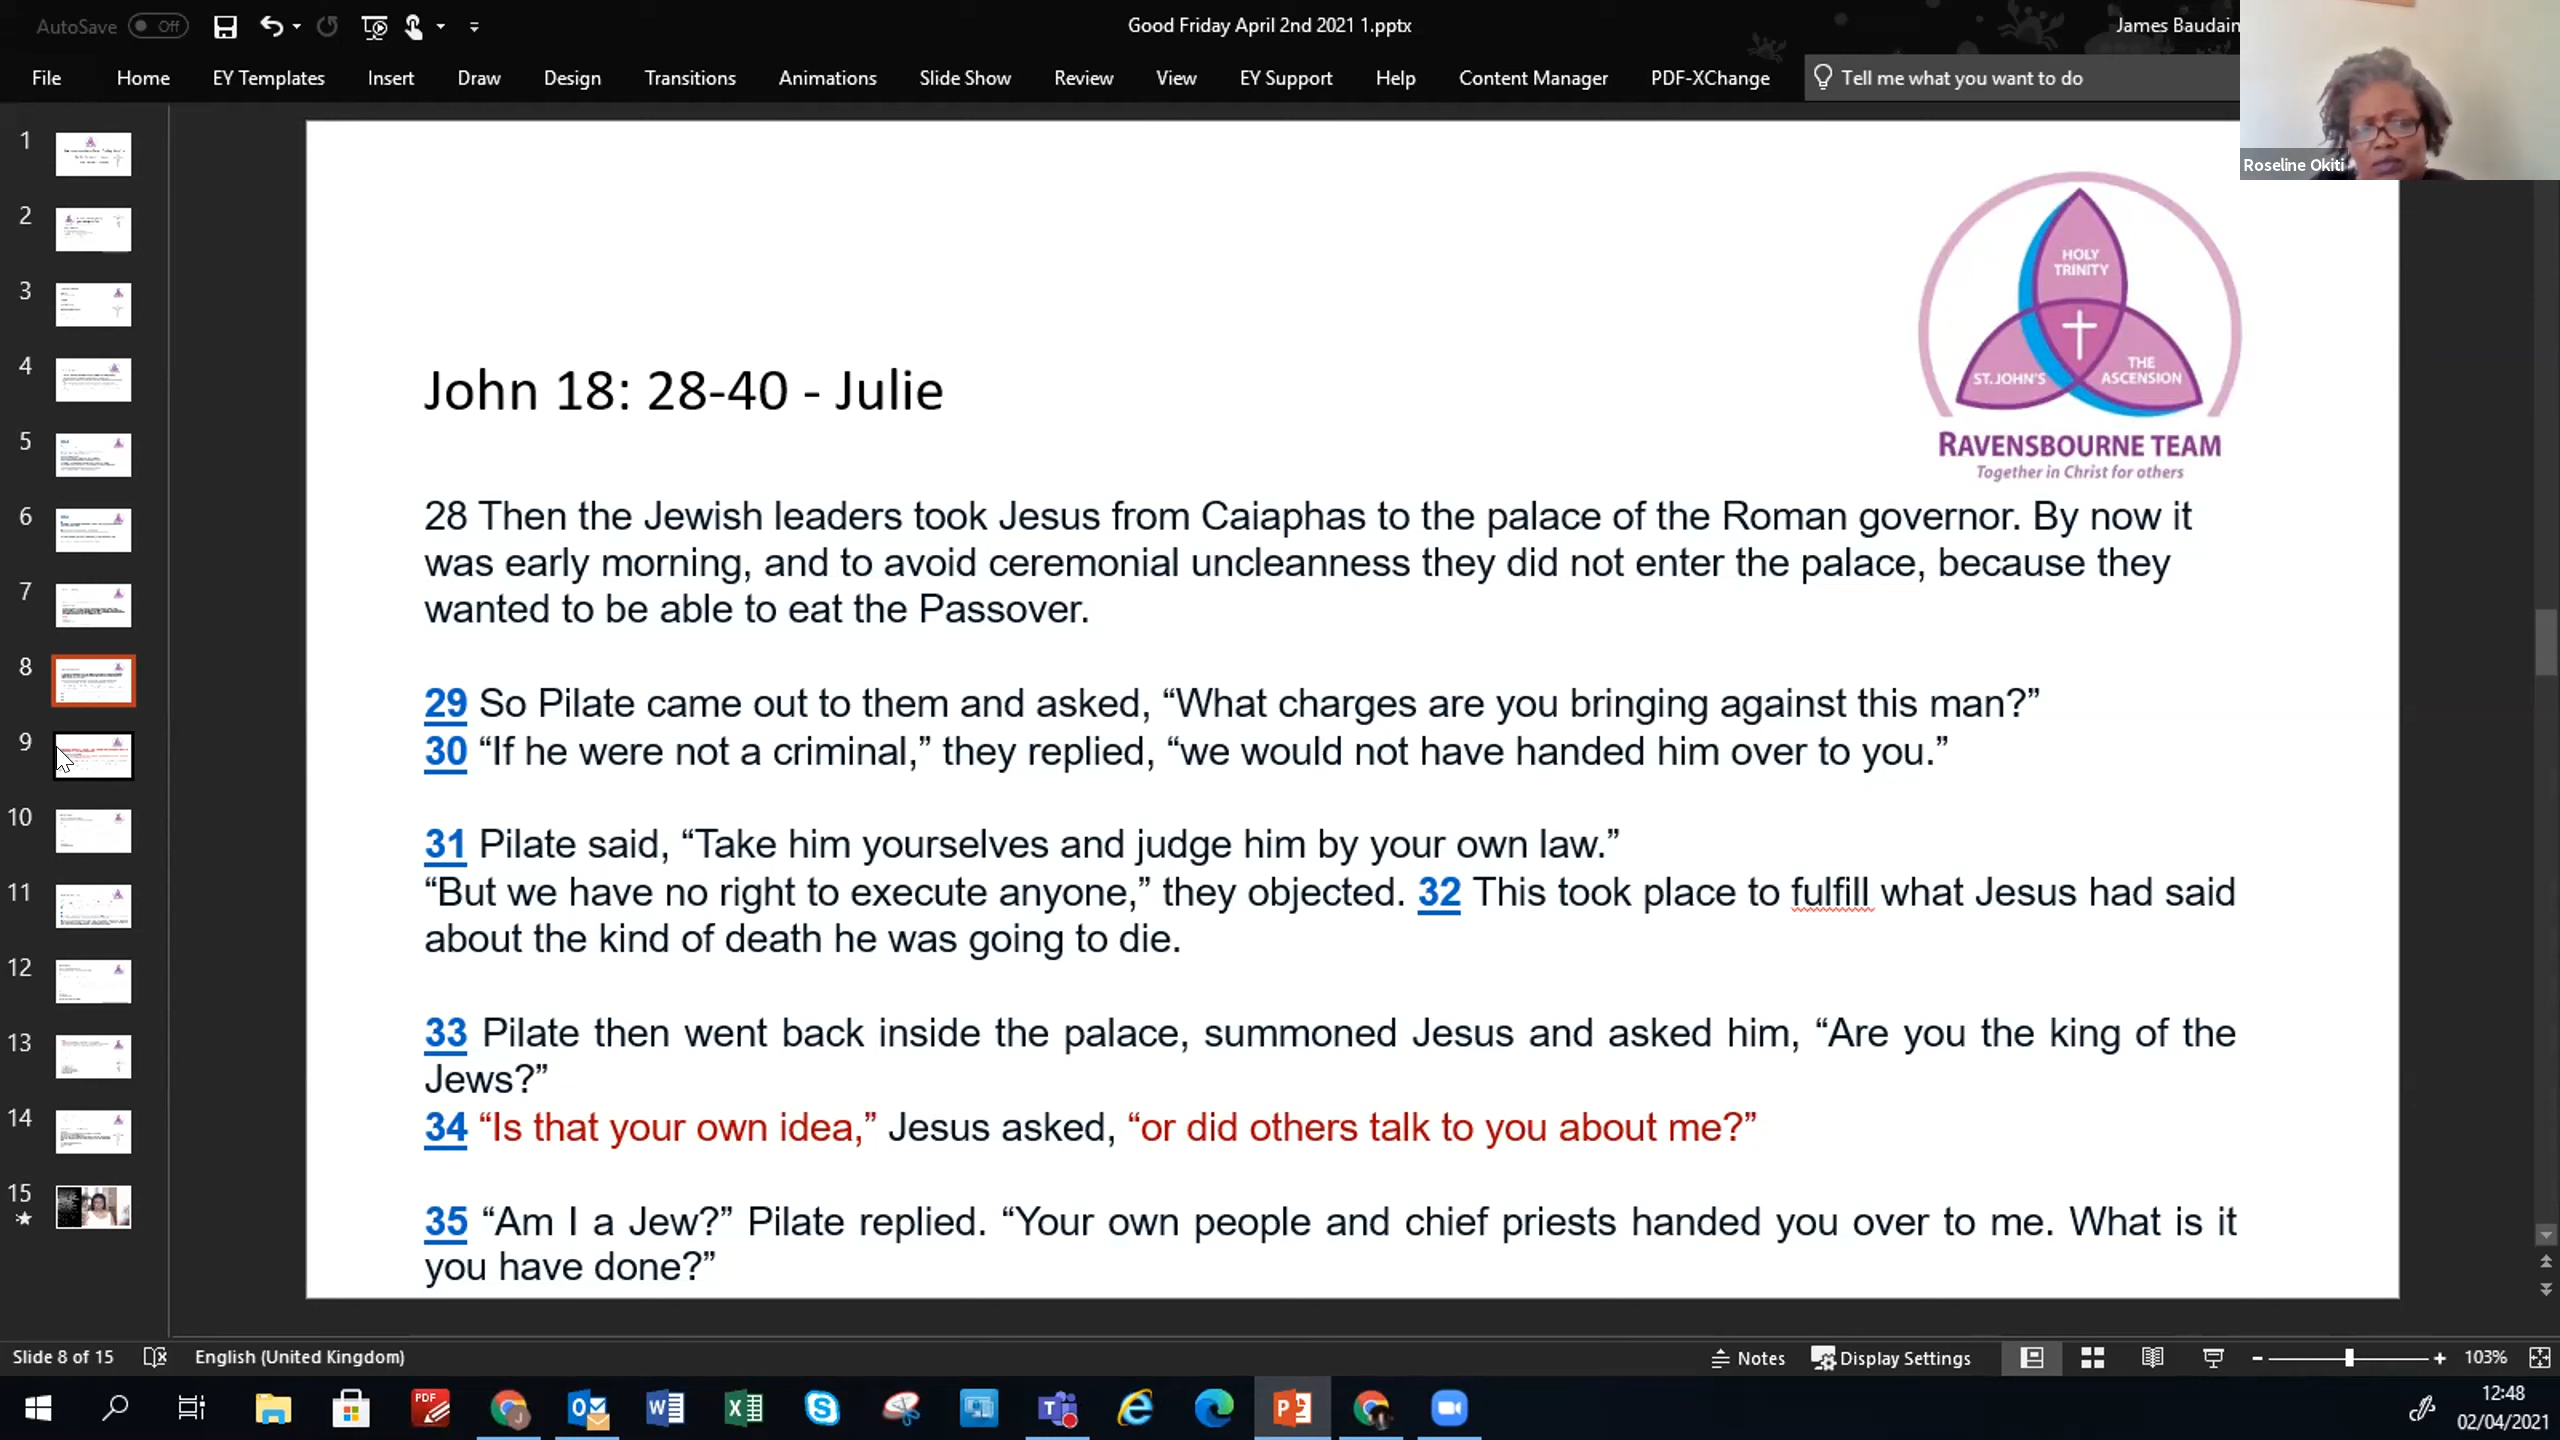 AutoSave Off
Good Friday April 2nd 2021 1.pptx
James Baudain
File Home EY Templates Insert Draw Design Transitions Animations Slide Show Review View EY Support Help Content Manager PDF-XChange Tell me what you want to do
Roseline Okiti
1
2
3
4
5
6
7
8
9
10
11
12
13
14
15
HOLY
TRINITY
ST. JOHN'S
THE
ASCENSION
RAVENSBOURNE TEAM
Together in Christ for others
John 18: 28-40 - Julie
28 Then the Jewish leaders took Jesus from Caiaphas to the palace of the Roman governor. By now it
was early morning, and to avoid ceremonial uncleanness they did not enter the palace, because they
wanted to be able to eat the Passover.
29 So Pilate came out to them and asked, “What charges are you bringing against this man?”
30 “If he were not a criminal,” they replied, “we would not have handed him over to you.”
31 Pilate said, “Take him yourselves and judge him by your own law.”
“But we have no right to execute anyone,” they objected. 32 This took place to fulfill what Jesus had said
about the kind of death he was going to die.
33 Pilate then went back inside the palace, summoned Jesus and asked him, “Are you the king of the
Jews?”
34 “Is that your own idea,” Jesus asked, “or did others talk to you about me?”
35 “Am I a Jew?” Pilate replied. “Your own people and chief priests handed you over to me. What is it
you have done?”
Slide 8 of 15 English (United Kingdom) Notes Display Settings 103%
PDF
12:48
02/04/2021